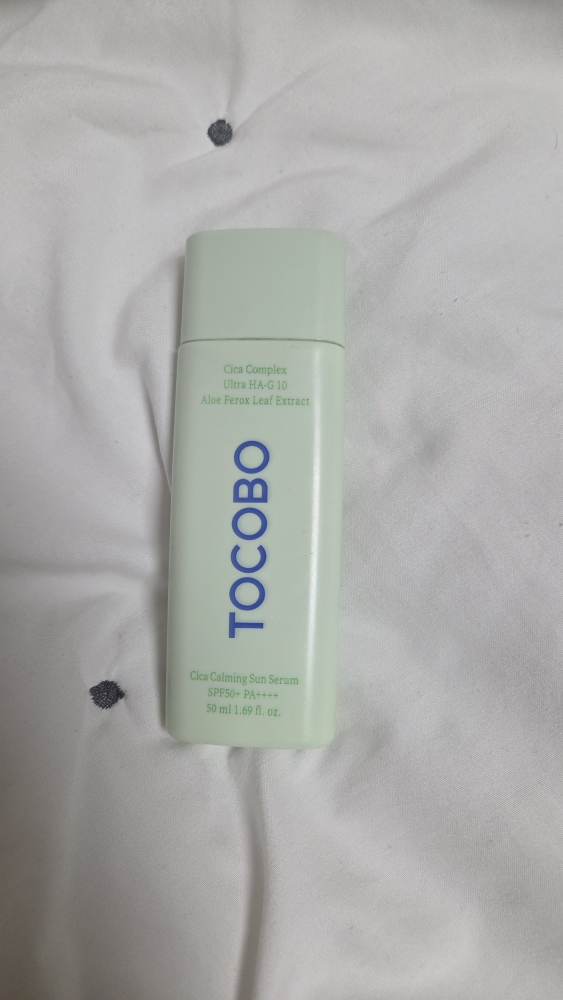 Cica Complex
Ultra HA-G 10
Aloe Ferox Leaf Extract
TOCOBO
Cica Calming Sun Serum
SPF50+ PA++++
50 ml 1.69 fl. oz.